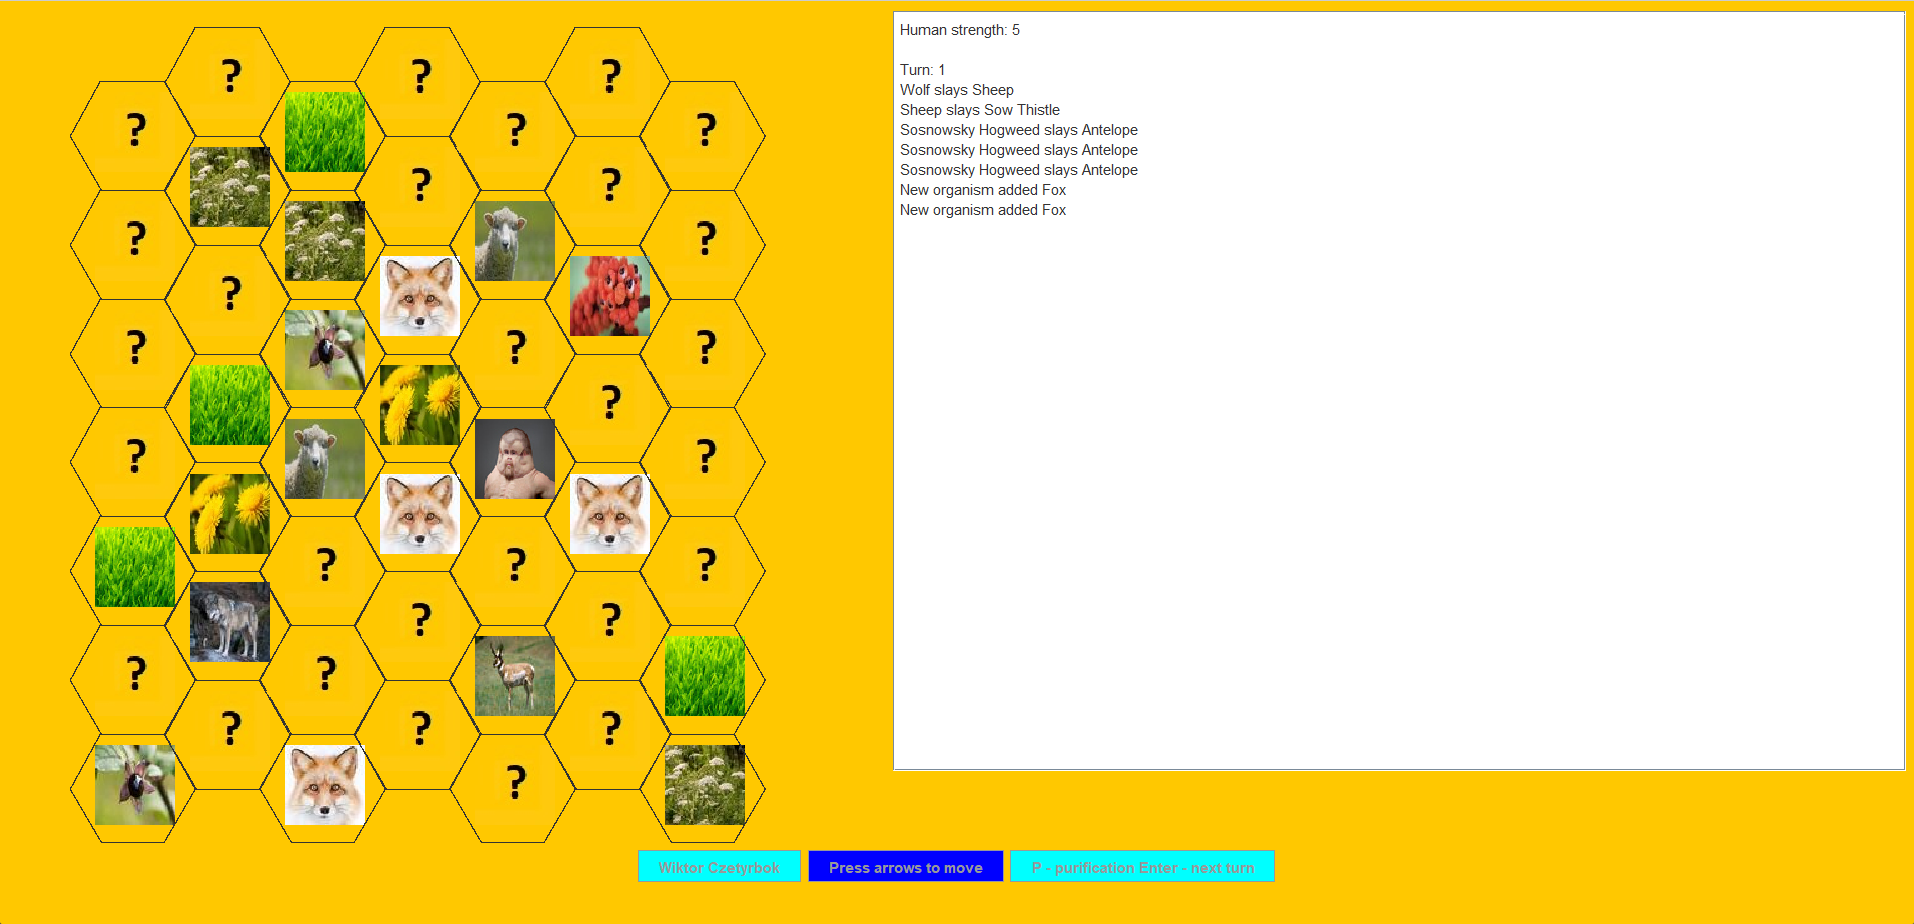 ? ? ?
? ? ?
? ?
? ?
?
? ? ?
?
? ?
? ? ?
? ?
? ?
? ? ?
?
Human strength: 5
Turn: 1
Wolf slays Sheep
Sheep slays Sow Thistle
Sosnowsky Hogweed slays Antelope
Sosnowsky Hogweed slays Antelope
Sosnowsky Hogweed slays Antelope
New organism added Fox
New organism added Fox
Wiktor Czetyrbok
Press arrows to move
P - purification Enter - next turn